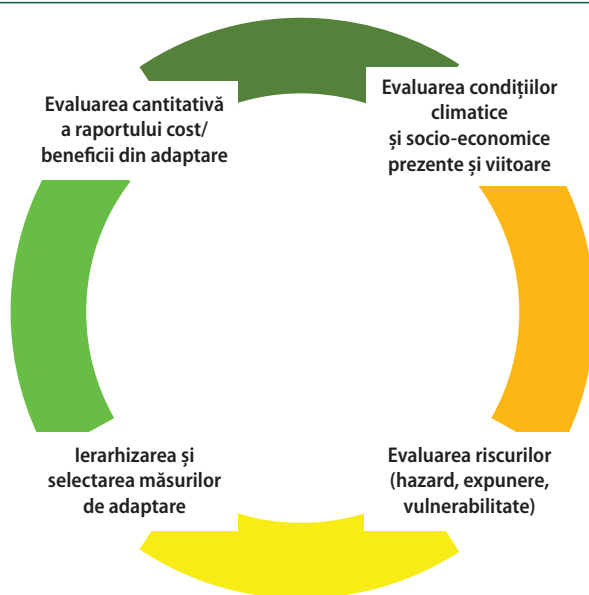 Evaluarea cantitativă
a raportului cost/
beneficii din adaptare
Evaluarea condițiilor
climatice
și socio-economice
prezente și viitoare
Ierarhizarea și
selectarea măsurilor
de adaptare
Evaluarea riscurilor
(hazard, expunere,
vulnerabilitate)